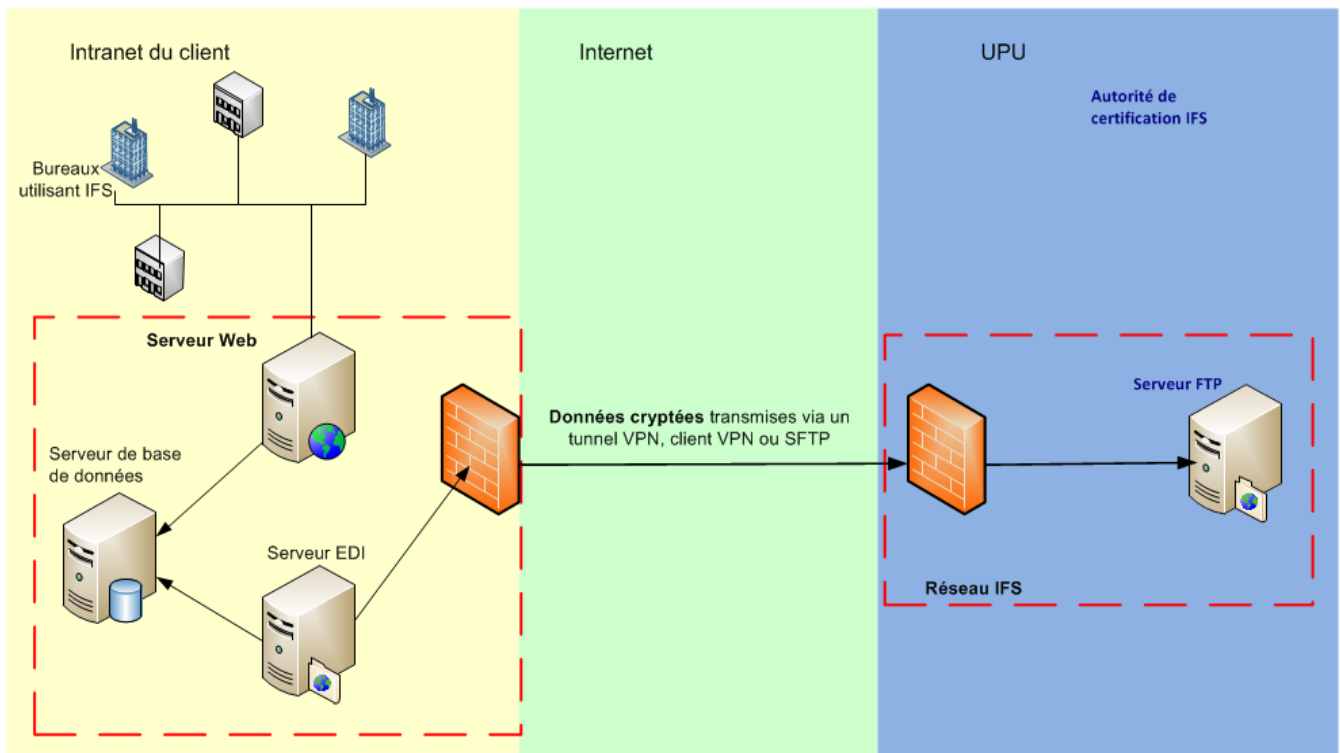 Intranet du client
Internet
UPU
Autorité de
certification IFS
Bureaux
utilisant IFS
Serveur Web
Serveur FTP
Données cryptées transmises via un
tunnel VPN, client VPN ou SFTP
Serveur de base
de données
Serveur EDI
Réseau IFS